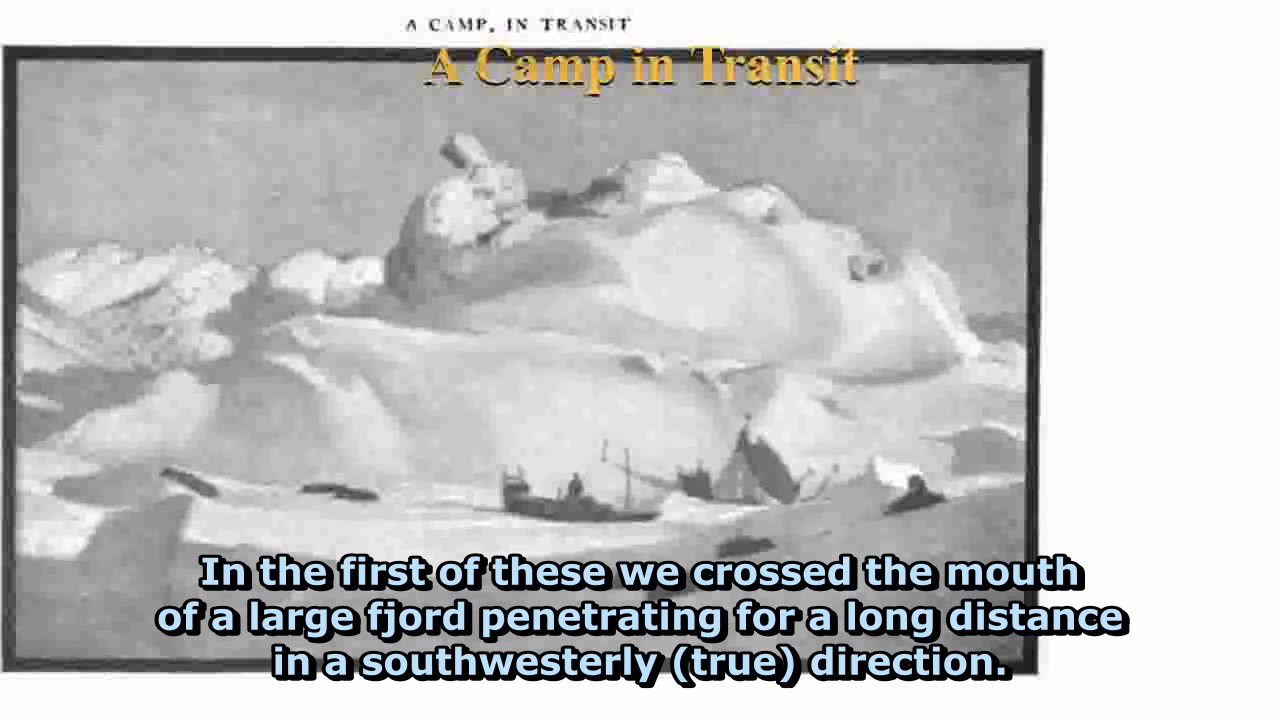 A CAMP, IN TRANSIT
A Camp in Transit
In the first of these we crossed the mouth
of a large fjord penetrating for a long distance
in a southwesterly (true) direction.